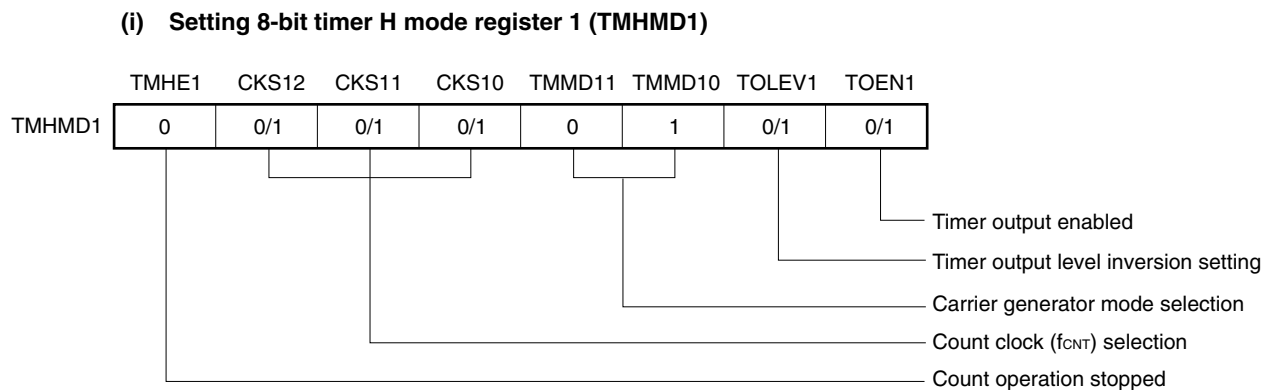 (i) Setting 8-bit timer H mode register 1 (TMHMD1)
TMHE1 CKS12 CKS11 CKS10 TMMD11 TMMD10 TOLEV1 TOEN1
TMHMD1 0 0/1 0/1 0/1 0 1 0/1 0/1
Timer output enabled
Timer output level inversion setting
Carrier generator mode selection
Count clock (fCNT) selection
Count operation stopped